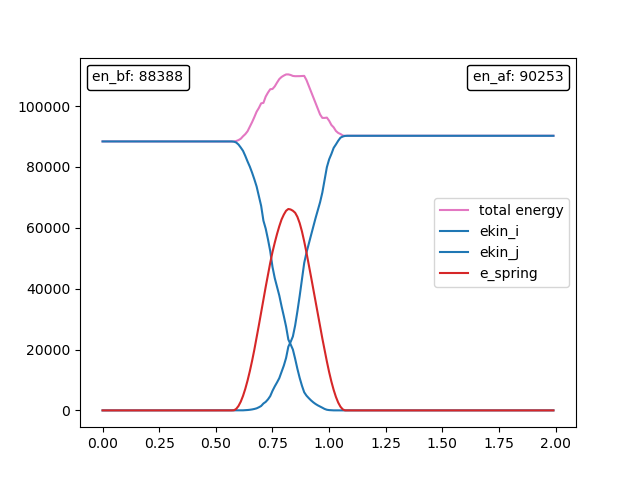 en_bf: 88388
en_af: 90253
100000
80000
60000
40000
20000
0
total energy
ekin_i
ekin_j
e_spring
0.00 0.25 0.50 0.75 1.00 1.25 1.50 1.75 2.00